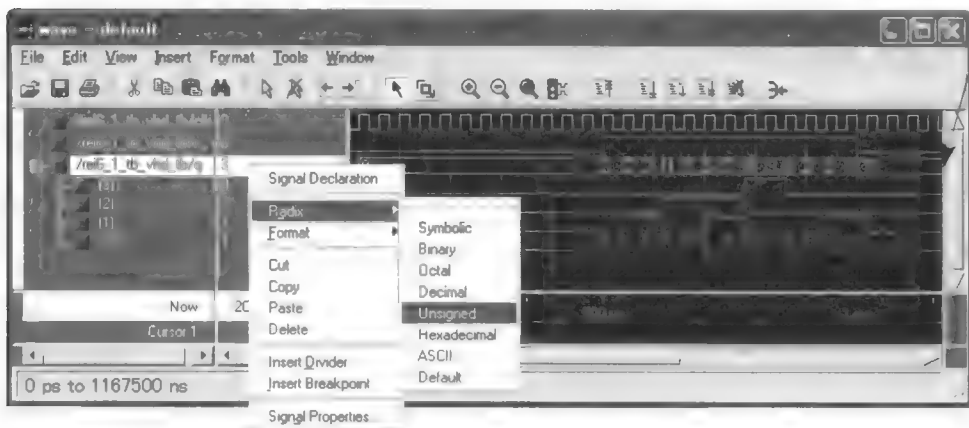 wave - default
File Edit View Insert Format Tools Window
Signal Declaration
Radix
Format
Symbolic
Binary
Octal
Decimal
Unsigned
Hexadecimal
ASCII
Default
Cut
Copy
Paste
Delete
Insert Divider
Insert Breakpoint
Signal Properties
(2)
(1)
Now
Cursor 1
0 ps to 1167500 ns